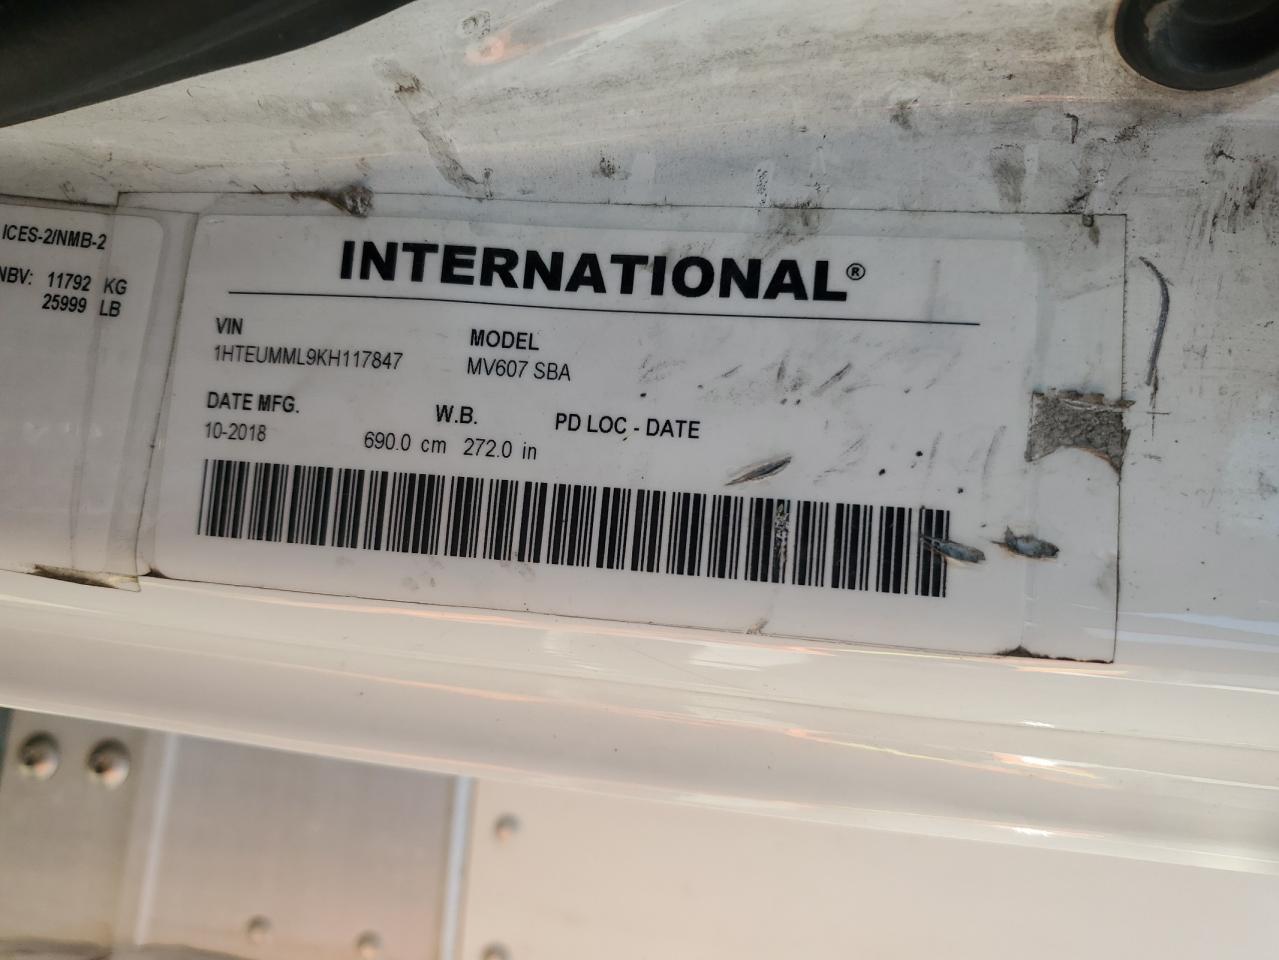 ICES-2/NMB-2
NBV: 11792 KG
25999 LB
INTERNATIONAL®
VIN
1HTEUMML9KH117847
MODEL
MV607 SBA
DATE MFG.
10-2018
W.B.
690.0 cm 272.0 in
PD LOC - DATE